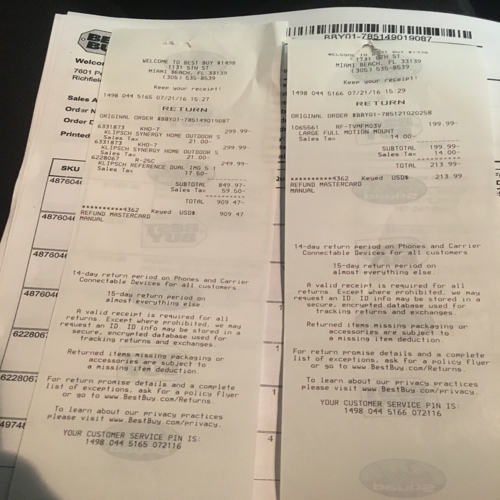 BBY01-785149019087
BEST
BUY
Welcome
7601 P
Richfield
Sales A
Order N
Order
Printed
SKU
4876046
4876046
4876046
6228067
6228067
49748
WELCOME TO BEST BUY #1498
1131 5TH ST
MIAMI BEACH, FL 33139
(305) 535-8539
Keep your receipt!
1498 044 5165 07/21/16 15:27
RETURN
ORIGINAL ORDER #BBY01-785149019087
6331873 KHO-7 299.99-
KLIPSCH SYNERGY HOME OUTDOOR S
Sales Tax 21.00-
6331873 KHO-7 299.99-
KLIPSCH SYNERGY HOME OUTDOOR S
Sales Tax 21.00-
6228067 R-25C 249.99-
KLIPSCH REFERENCE DUAL
Sales Tax 17.50-
SUBTOTAL 849.97-
Sales Tax 59.50-
TOTAL 909.47-
**********4362 Keyed USD$ 909.47
REFUND MASTERCARD
MANUAL
14-day return period on Phones and Carrier
Connectable Devices for all customers
15-day return period on
almost everything else.
A valid receipt is required for all
returns. Except where prohibited, we may
request an ID. ID info may be stored in a
secure, encrypted database used for
tracking returns and exchanges.
Returned items missing packaging or
accessories are subject to
a missing item deduction.
For return promise details and a complete
list of exceptions, ask for a policy flyer
or go to www.BestBuy.com/Returns.
To learn about our privacy practices
please visit www.BestBuy.com/privacy.
YOUR CUSTOMER SERVICE PIN IS:
1498 044 5165 072116
WELCOME TO BEST BUY #1498
1131 5TH ST
MIAMI BEACH, FL 33139
(305) 535-8539
Keep your receipt!
1498 044 5166 07/21/16 15:29
RETURN
ORIGINAL ORDER #BBY01-785121020258
1065561 RF-TVMFM03V 199.99-
LARGE FULL MOTION MOUNT
Sales Tax 14.00-
SUBTOTAL 199.99-
Sales Tax 14.00-
TOTAL 213.99-
**********4362 Keyed USD$ 213.99
REFUND MASTERCARD
MANUAL
14-day return period on Phones and Carrier
Connectable Devices for all customers
15-day return period on
almost everything else.
A valid receipt is required for all
returns. Except where prohibited, we may
request an ID. ID info may be stored in a
secure, encrypted database used for
tracking returns and exchanges.
Returned items missing packaging or
accessories are subject to
a missing item deduction.
For return promise details and a complete
list of exceptions, ask for a policy flyer
or go to www.BestBuy.com/Returns.
To learn about our privacy practices
please visit www.BestBuy.com/privacy.
YOUR CUSTOMER SERVICE PIN IS:
1498 044 5166 072116